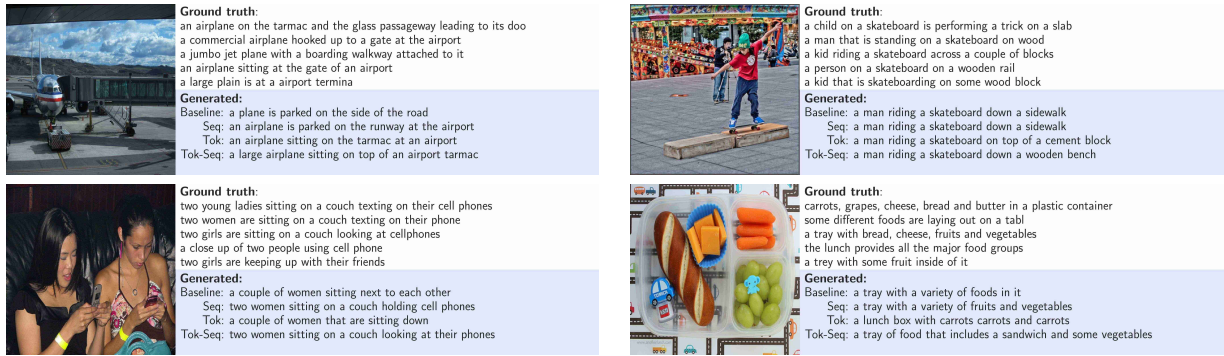 Ground truth:
an airplane on the tarmac and the glass passageway leading to its doo
a commercial airplane hooked up to a gate at the airport
a jumbo jet plane with a boarding walkway attached to it
an airplane sitting at the gate of an airport
a large plain is at a airport termina
Generated:
Baseline: a plane is parked on the side of the road
Seq: an airplane is parked on the runway at the airport
Tok: an airplane sitting on the tarmac at an airport
Tok-Seq: a large airplane sitting on top of an airport tarmac
Ground truth:
a child on a skateboard is performing a trick on a slab
a man that is standing on a skateboard on wood
a kid riding a skateboard across a couple of blocks
a person on a skateboard on a wooden rail
a kid that is skateboarding on some wood block
Generated:
Baseline: a man riding a skateboard down a sidewalk
Seq: a man riding a skateboard down a sidewalk
Tok: a man riding a skateboard on top of a cement block
Tok-Seq: a man riding a skateboard down a wooden bench
Ground truth:
two young ladies sitting on a couch texting on their cell phones
two women are sitting on a couch texting on their phone
two girls are sitting on a couch looking at cellphones
a close up of two people using cell phone
two girls are keeping up with their friends
Generated:
Baseline: a couple of women sitting next to each other
Seq: two women sitting on a couch holding cell phones
Tok: a couple of women that are sitting down
Tok-Seq: two women sitting on a couch looking at their phones
Ground truth:
carrots, grapes, cheese, bread and butter in a plastic container
some different foods are laying out on a tabl
a tray with bread, cheese, fruits and vegetables
the lunch provides all the major food groups
a trey with some fruit inside of it
Generated:
Baseline: a tray with a variety of foods in it
Seq: a tray with a variety of fruits and vegetables
Tok: a lunch box with carrots carrots and carrots
Tok-Seq: a tray of food that includes a sandwich and some vegetables